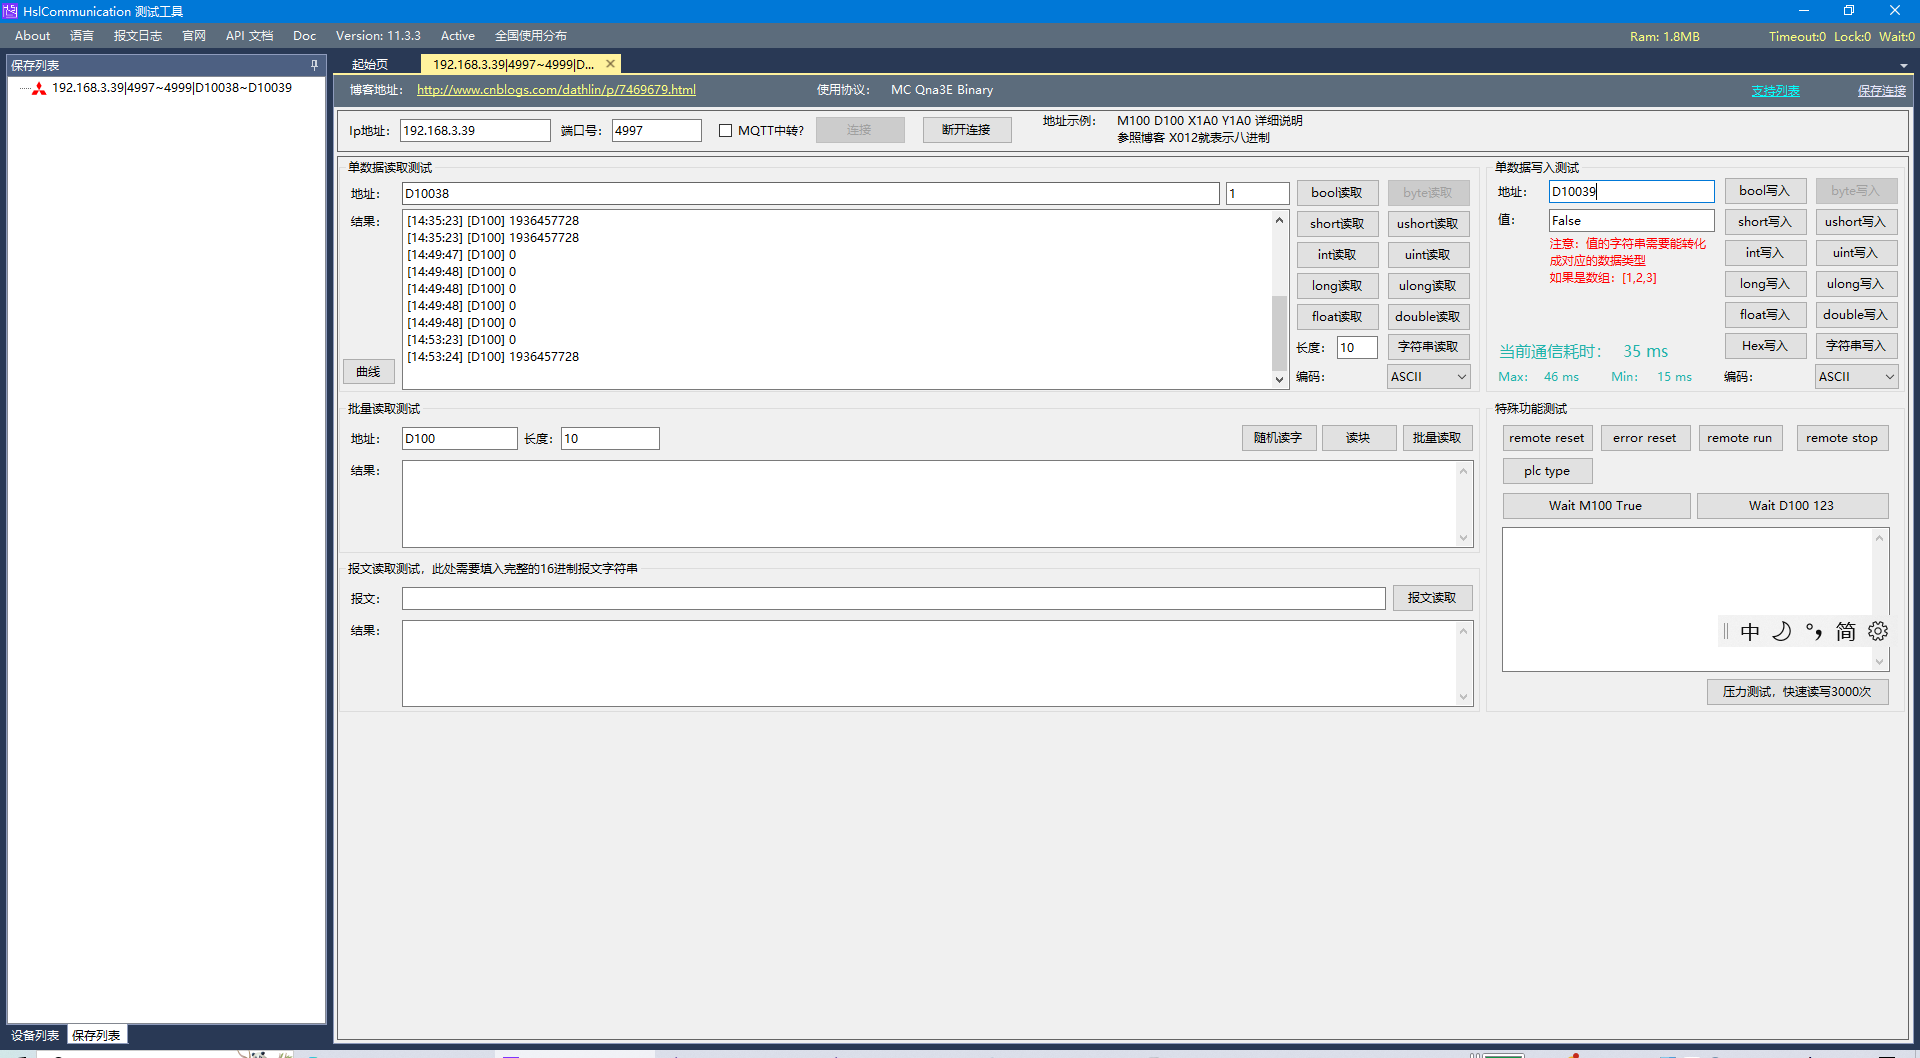 HslCommunication 测试工具
About 语言 报文日志 官网 API 文档 Doc Version: 11.3.3 Active 全国使用分布 Ram: 1.8MB Timeout:0 Lock:0 Wait:0
保存列表
192.168.3.39|4997~4999|D10038~D10039
起始页 192.168.3.39|4997~4999|D...
博客地址: http://www.cnblogs.com/dathlin/p/7469679.html 使用协议: MC Qna3E Binary 支持列表 保存连接
Ip地址: 192.168.3.39 端口号: 4997 MQTT中转? 连接 断开连接 地址示例: M100 D100 X1A0 Y1A0 详细说明
参照博客 X012就表示八进制
单数据读取测试
地址: D10038 1 bool读取 byte读取
结果:
[14:35:23] [D100] 1936457728
[14:35:23] [D100] 1936457728
[14:49:47] [D100] 0
[14:49:48] [D100] 0
[14:49:48] [D100] 0
[14:49:48] [D100] 0
[14:49:48] [D100] 0
[14:53:23] [D100] 0
[14:53:24] [D100] 1936457728
曲线
short读取 ushort读取
int读取 uint读取
long读取 ulong读取
float读取 double读取
长度: 10 字符串读取
编码: ASCII
单数据写入测试
地址: D10039 bool写入 byte写入
值: False short写入 ushort写入
注意: 值的字符串需要能转化
成对应的数据类型
如果是数组: [1,2,3]
int写入 uint写入
long写入 ulong写入
float写入 double写入
Hex写入 字符串写入
当前通信耗时: 35 ms
Max: 46 ms Min: 15 ms 编码: ASCII
批量读取测试
地址: D100 长度: 10 随机读字 读块 批量读取
结果:
报文读取测试, 此处需要填入完整的16进制报文字符串
报文: 报文读取
结果:
特殊功能测试
remote reset error reset remote run remote stop
plc type
Wait M100 True Wait D100 123
中 简
压力测试, 快速读写3000次
设备列表 保存列表